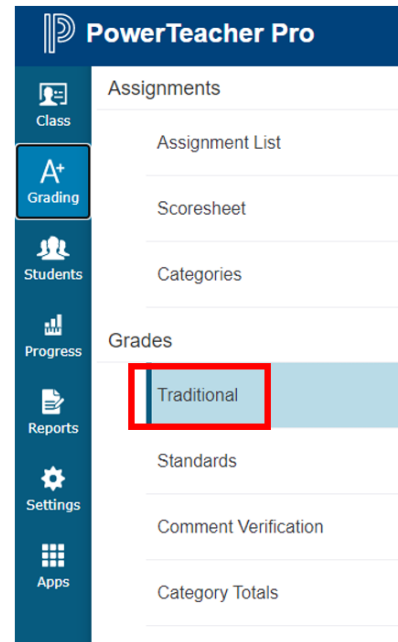 PowerTeacher Pro
Class
A+
Grading
Students
Progress
Reports
Settings
Apps
Assignments
Assignment List
Scoresheet
Categories
Grades
Traditional
Standards
Comment Verification
Category Totals